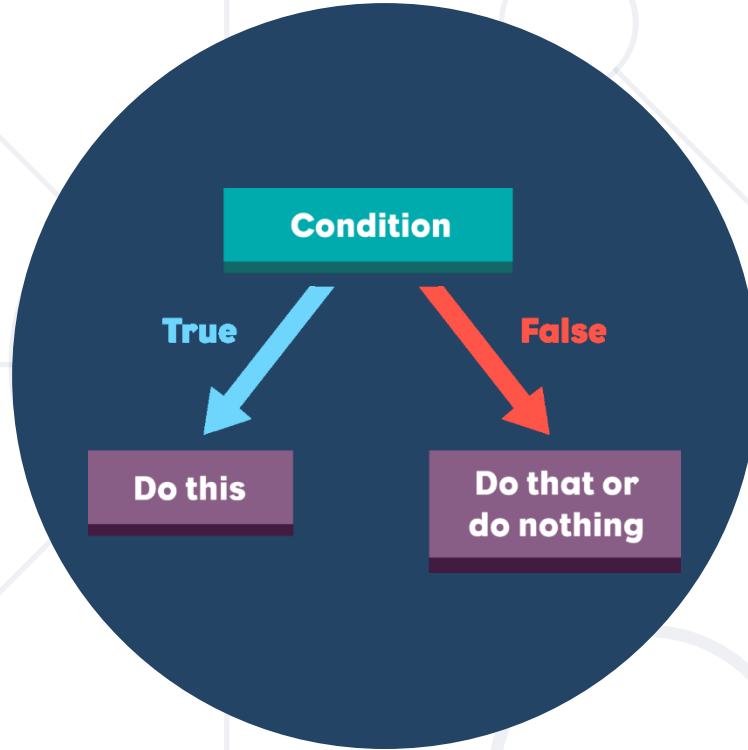 Condition
True
False
Do this
Do that or
do nothing